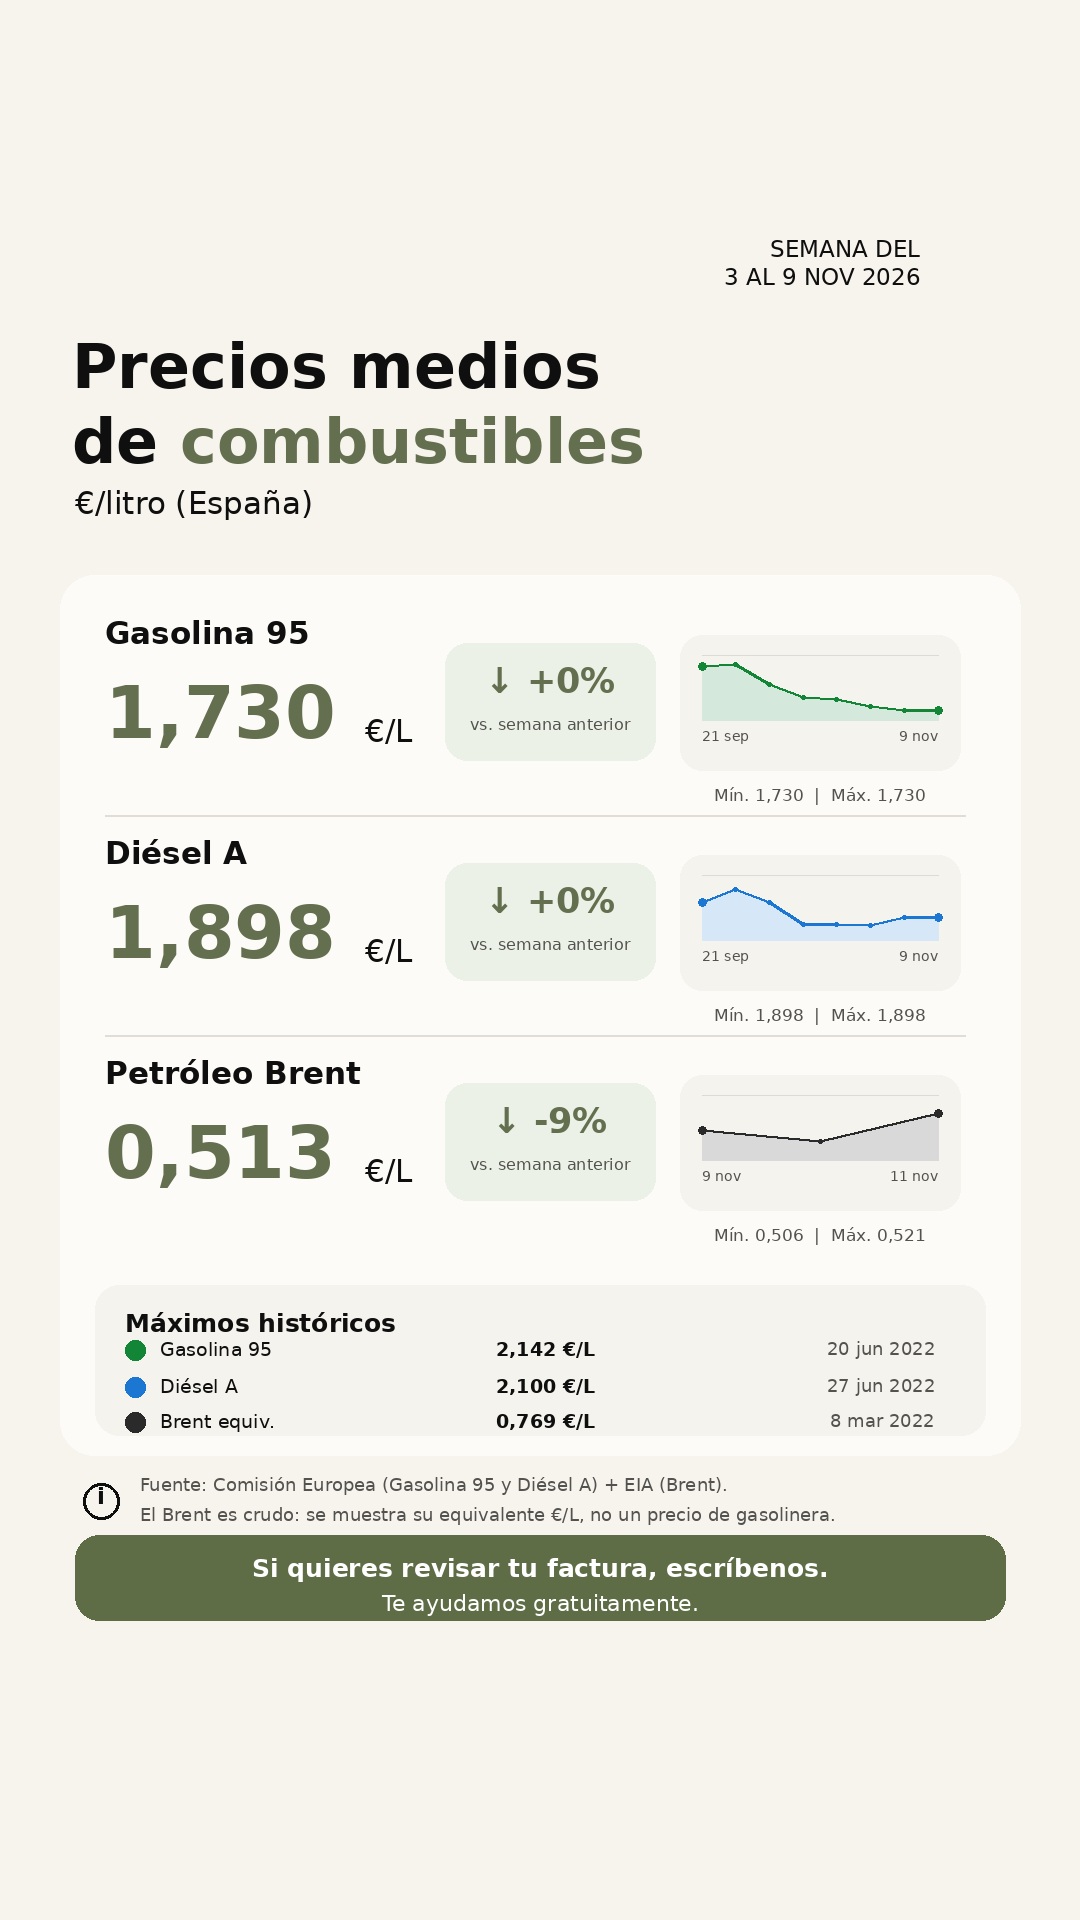 SEMANA DEL
3 AL 9 NOV 2026
Precios medios
de combustibles
€/litro (España)
Gasolina 95
1,730 €/L
↓ +0%
vs. semana anterior
21 sep 9 nov
Mín. 1,730 | Máx. 1,730
Diésel A
1,898 €/L
↓ +0%
vs. semana anterior
21 sep 9 nov
Mín. 1,898 | Máx. 1,898
Petróleo Brent
0,513 €/L
↓ -9%
vs. semana anterior
9 nov 11 nov
Mín. 0,506 | Máx. 0,521
Máximos históricos
Gasolina 95 2,142 €/L 20 jun 2022
Diésel A 2,100 €/L 27 jun 2022
Brent equiv. 0,769 €/L 8 mar 2022
i
Fuente: Comisión Europea (Gasolina 95 y Diésel A) + EIA (Brent).
El Brent es crudo: se muestra su equivalente €/L, no un precio de gasolinera.
Si quieres revisar tu factura, escríbenos.
Te ayudamos gratuitamente.